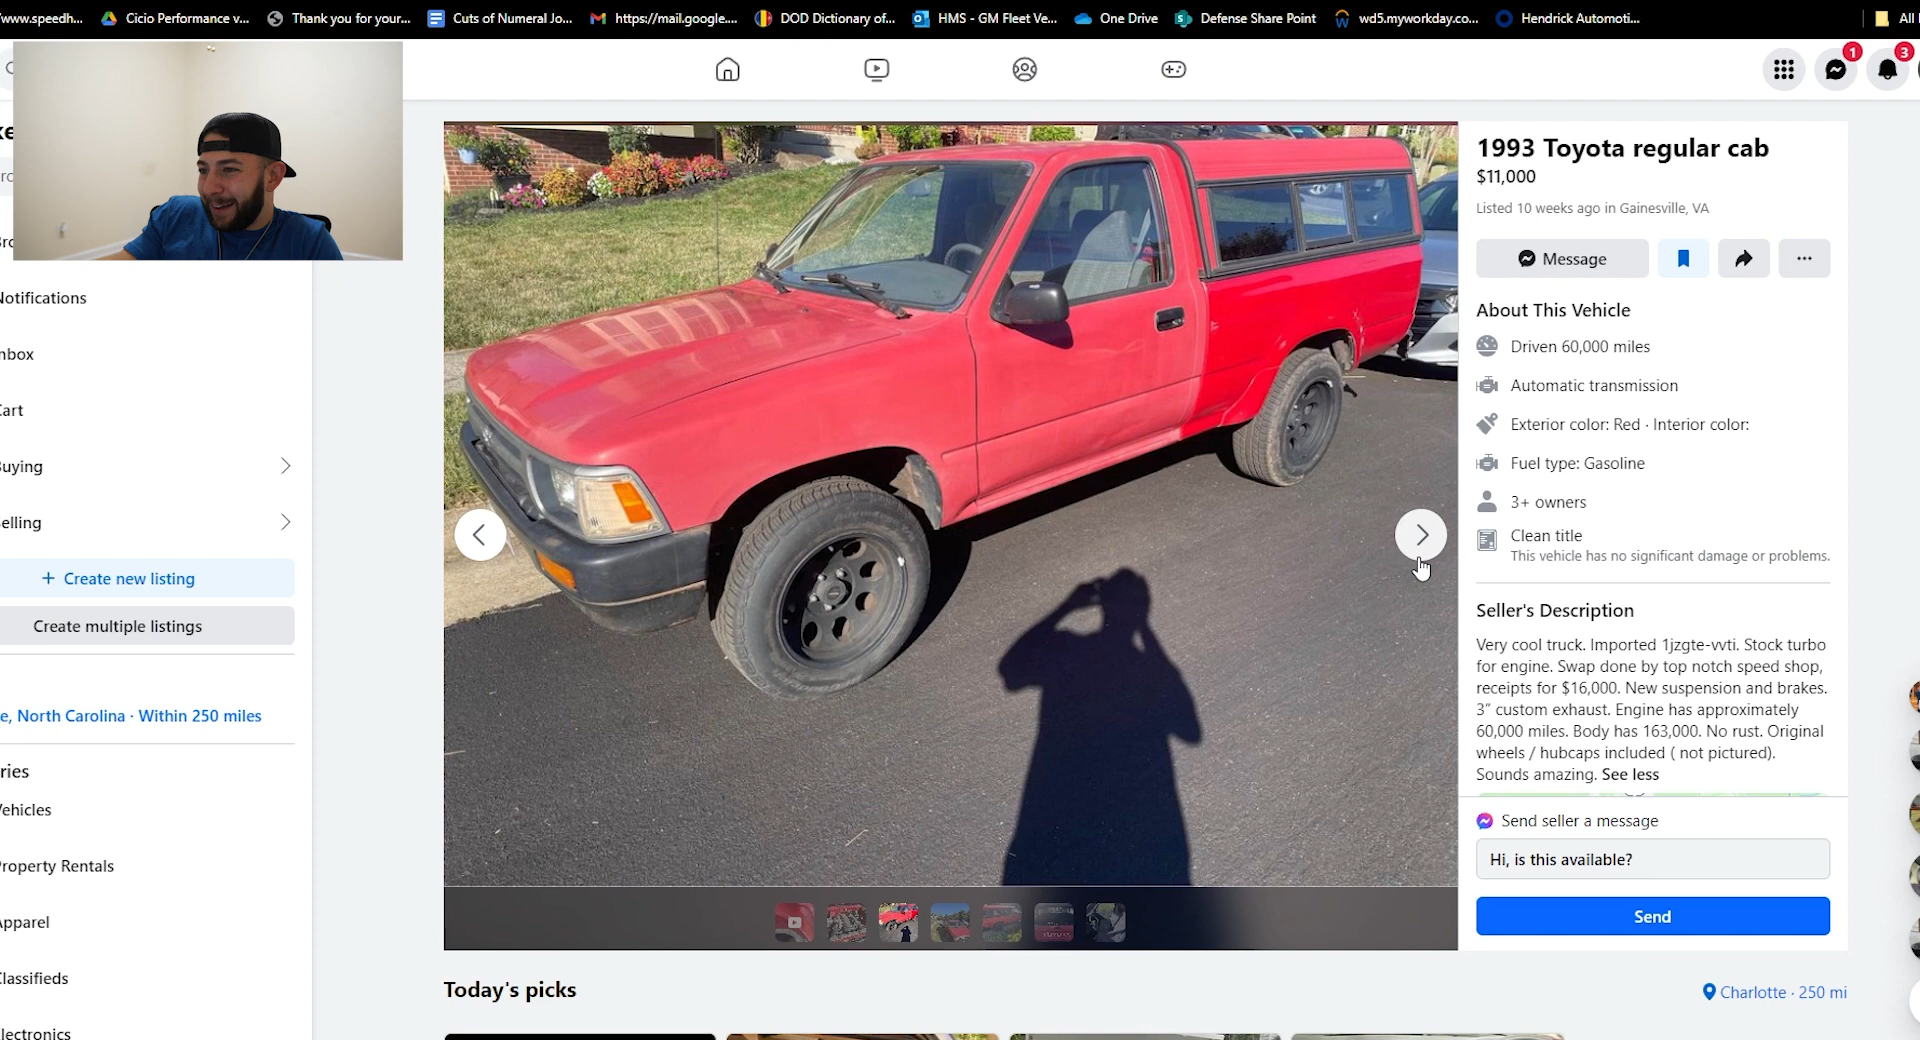 /www.speedh...
Cicio Performance v...
Thank you for your...
Cuts of Numeral Jo...
https://mail.google....
DOD Dictionary of...
HMS - GM Fleet Ve...
One Drive
Defense Share Point
wd5.myworkday.co...
Hendrick Automoti...
All
1
3
Notifications
nbox
Cart
Buying
elling
+ Create new listing
Create multiple listings
e, North Carolina · Within 250 miles
ries
Vehicles
Property Rentals
Apparel
Classifieds
lectronics
1993 Toyota regular cab
$11,000
Listed 10 weeks ago in Gainesville, VA
Message
About This Vehicle
Driven 60,000 miles
Automatic transmission
Exterior color: Red · Interior color:
Fuel type: Gasoline
3+ owners
Clean title
This vehicle has no significant damage or problems.
Seller's Description
Very cool truck. Imported 1jzgte-vvti. Stock turbo
for engine. Swap done by top notch speed shop,
receipts for $16,000. New suspension and brakes.
3” custom exhaust. Engine has approximately
60,000 miles. Body has 163,000. No rust. Original
wheels / hubcaps included ( not pictured).
Sounds amazing. See less
Send seller a message
Hi, is this available?
Send
Today's picks
Charlotte · 250 mi